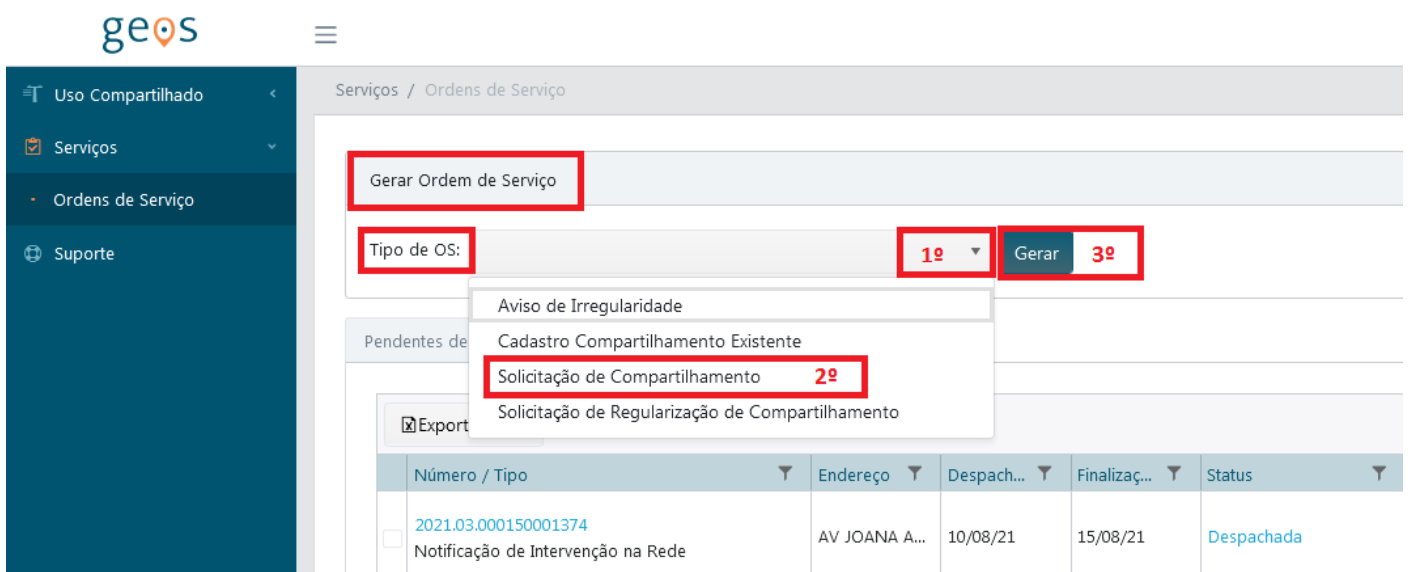 geos
Uso Compartilhado
Serviços
Ordens de Serviço
Suporte
Serviços / Ordens de Serviço
Gerar Ordem de Serviço
Tipo de OS:
1º
Gerar
3º
Aviso de Irregularidade
Cadastro Compartilhamento Existente
Solicitação de Compartilhamento
2º
Solicitação de Regularização de Compartilhamento
Pendentes de
Export
Número / Tipo
Endereço
Despach...
Finalizaç...
Status
2021.03.000150001374
Notificação de Intervenção na Rede
AV JOANA A...
10/08/21
15/08/21
Despachada